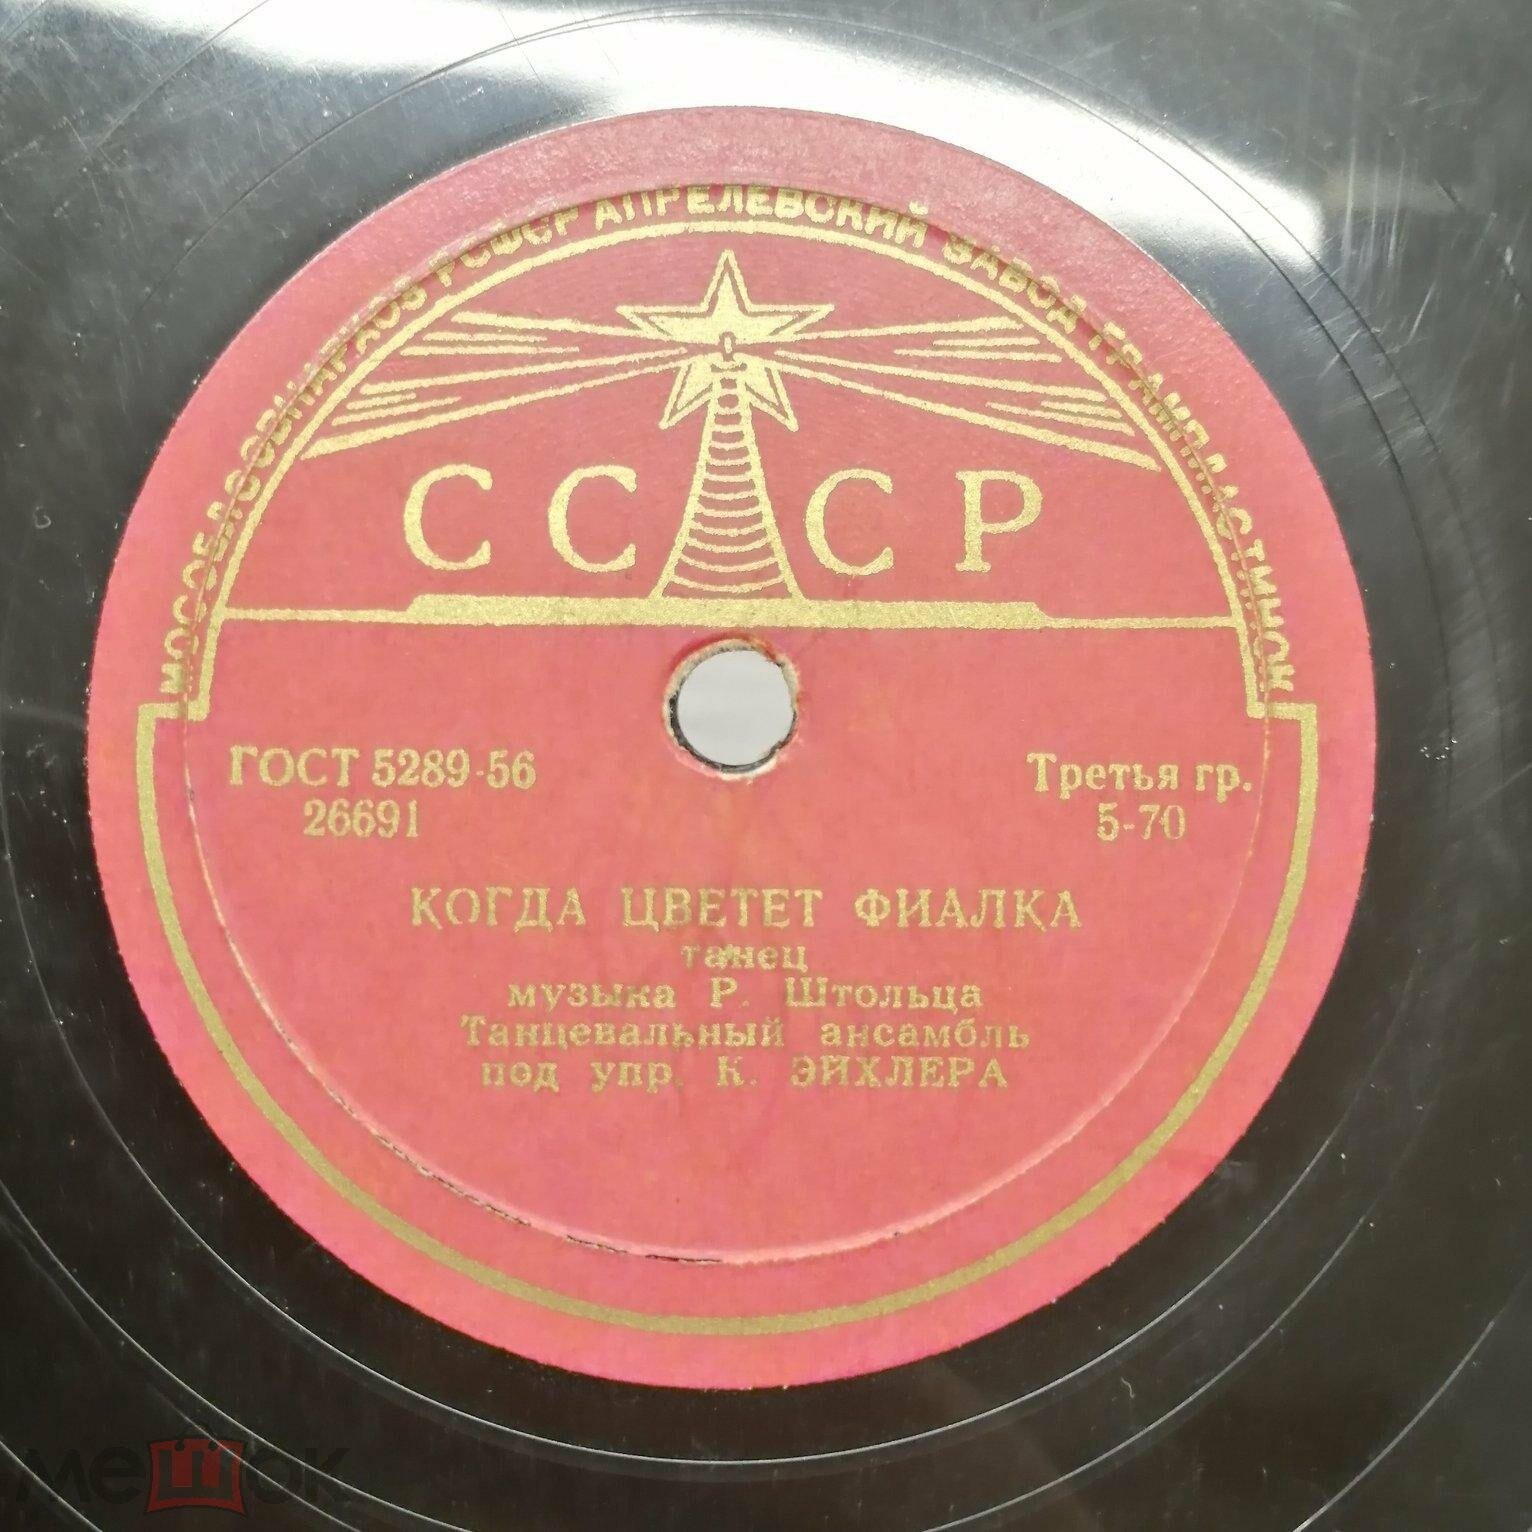 МОСОБЛСОВНАРХОЗ РСФСР АПРЕЛЕВСКИЙ ЗАВОД ГРАМПЛАСТИНОК
СССР
ГОСТ 5289-56
26691
Третья гр.
5-70
КОГДА ЦВЕТЕТ ФИАЛКА
танец
музыка Р. Штольца
Танцевальный ансамбль
под упр. К. ЭЙХЛЕРА
мешок